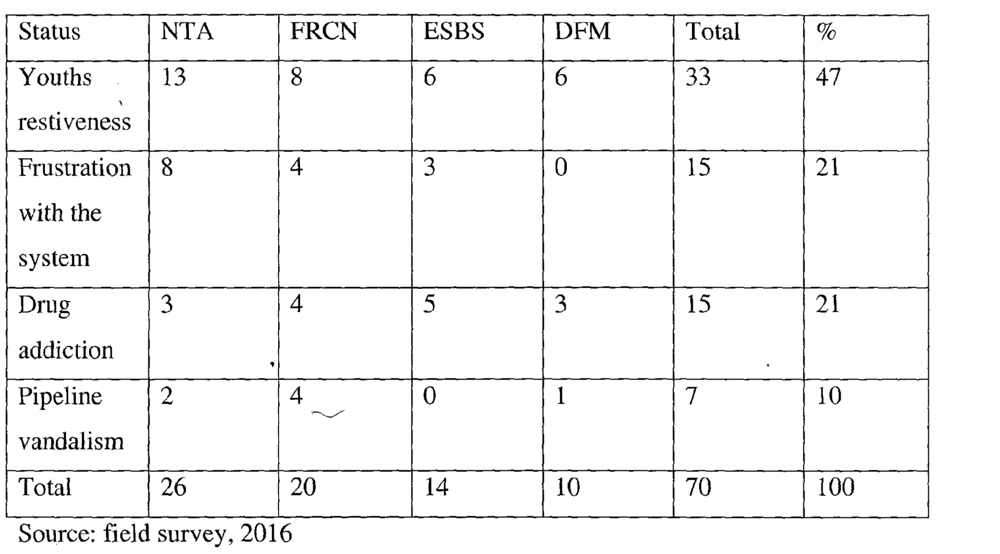 Status NTA FRCN ESBS DFM Total %
Youths 13 8 6 6 33 47
restiveness
Frustration 8 4 3 0 15 21
with the
system
Drug 3 4 5 3 15 21
addiction
Pipeline 2 4 0 1 7 10
vandalism
Total 26 20 14 10 70 100
Source: field survey, 2016